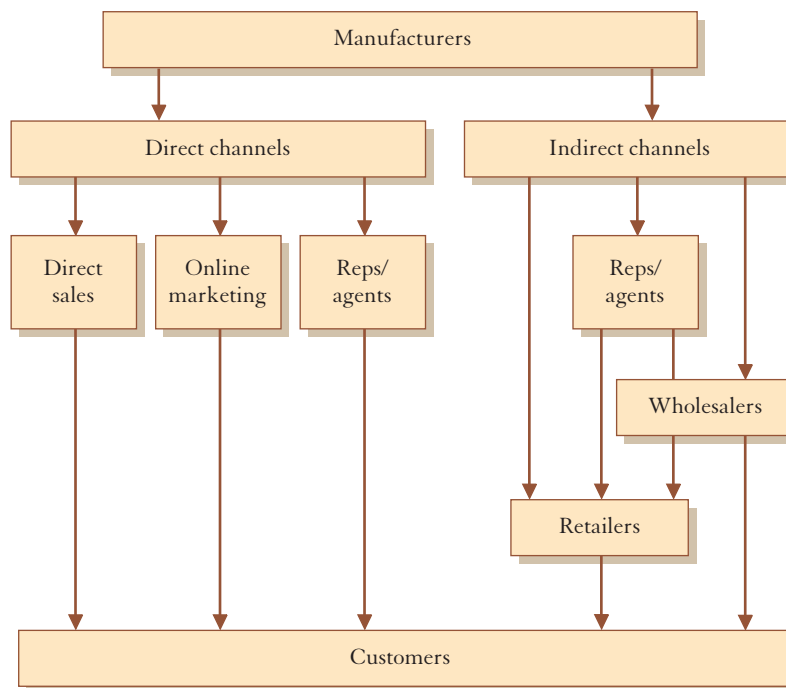 Manufacturers
Direct channels
Indirect channels
Direct
sales
Online
marketing
Reps/
agents
Reps/
agents
Wholesalers
Retailers
Customers